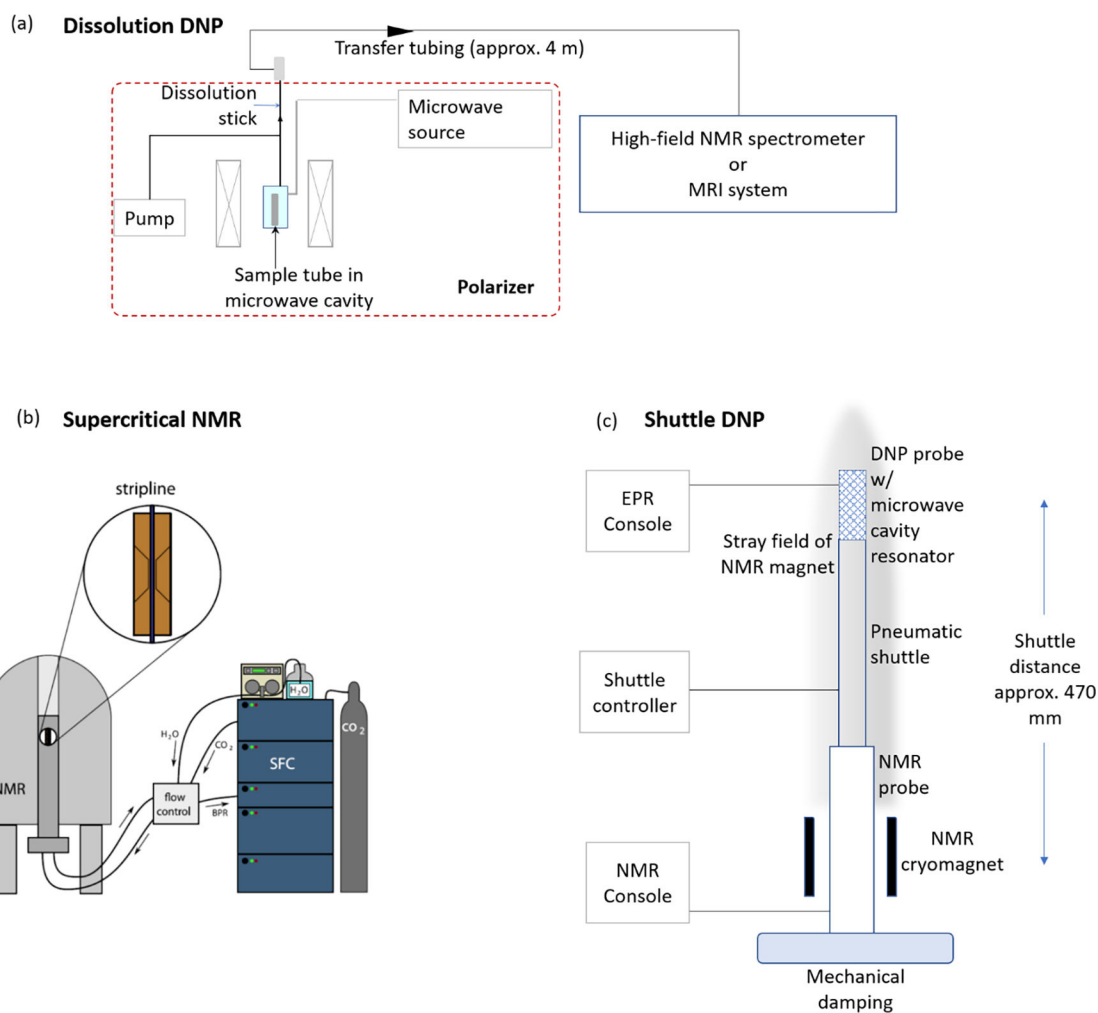 (a) Dissolution DNP
Transfer tubing (approx. 4 m)
Dissolution
stick
Microwave
source
High-field NMR spectrometer
or
MRI system
Pump
Sample tube in
microwave cavity
Polarizer
(b) Supercritical NMR
stripline
H2O
CO2
H2O
CO2
SFC
NMR
flow
control
BPR
(c) Shuttle DNP
EPR
Console
DNP probe
w/
microwave
cavity
resonator
Stray field of
NMR magnet
Pneumatic
shuttle
Shuttle
distance
approx. 470
mm
Shuttle
controller
NMR
probe
NMR
cryomagnet
NMR
Console
Mechanical
damping